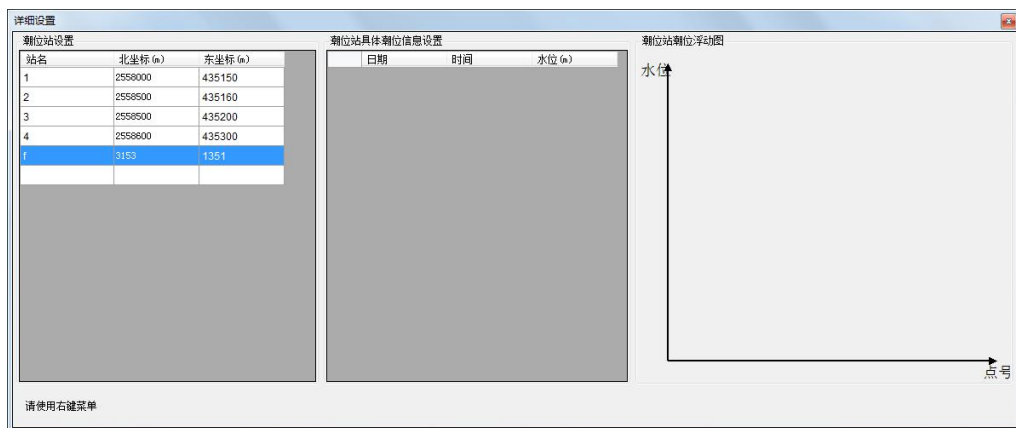 详细设置
潮位站设置
站名 北坐标(m) 东坐标(m)
1 2558000 435150
2 2558500 435160
3 2558500 435200
4 2558600 435300
f 3153 1351
潮位站具体潮位信息设置
日期 时间 水位(m)
潮位站潮位浮动图
水位
点号
请使用右键菜单